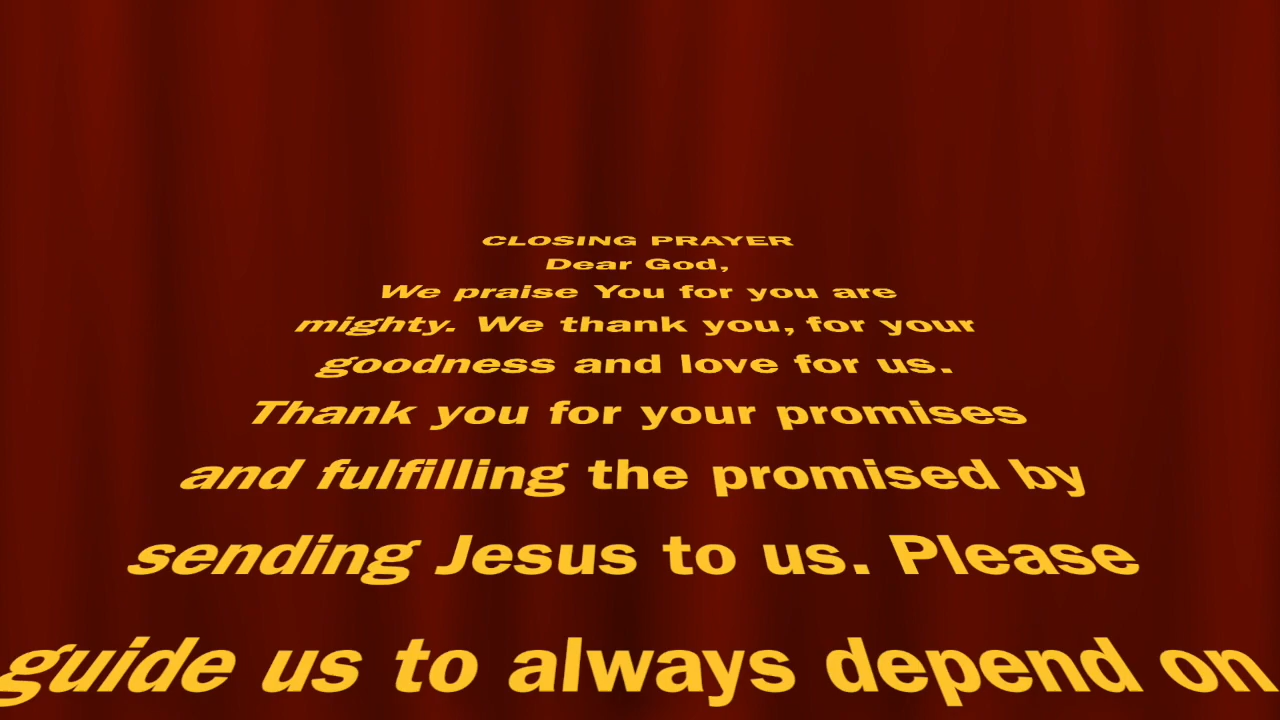 CLOSING PRAYER
Dear God,
We praise You for you are
mighty. We thank you, for your
goodness and love for us.
Thank you for your promises
and fulfilling the promised by
sending Jesus to us. Please
guide us to always depend on